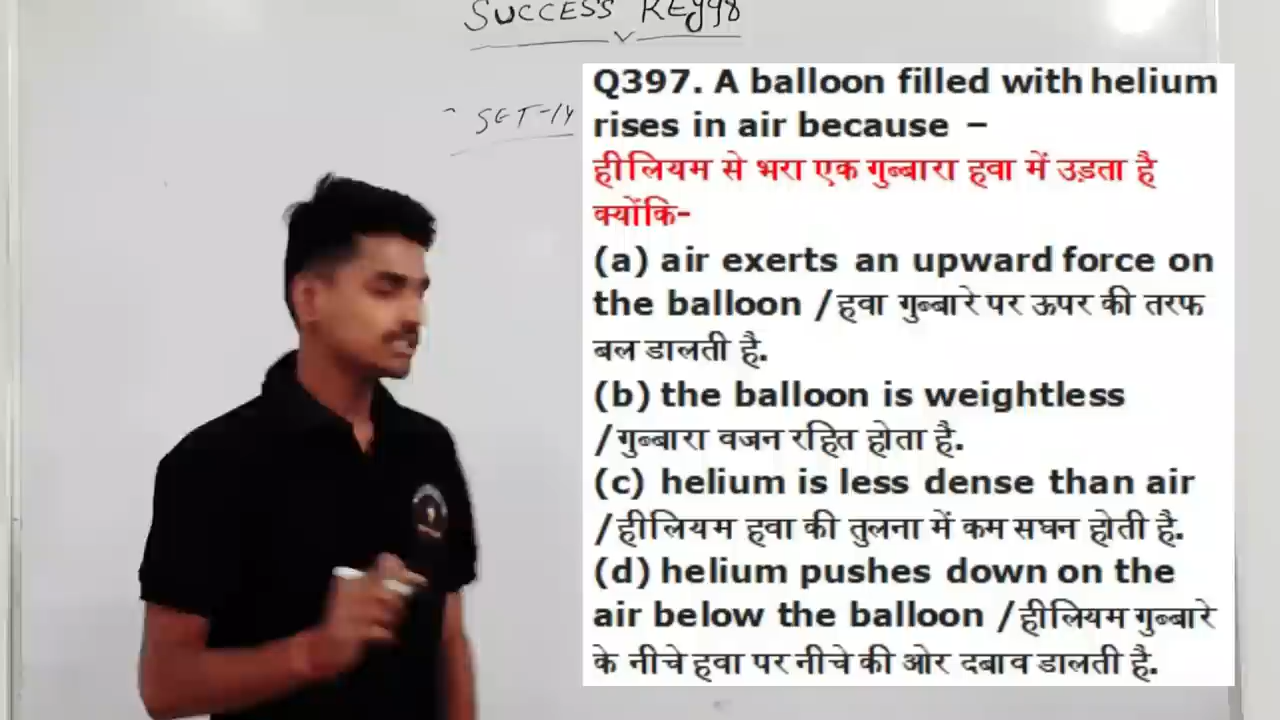 SUCCESS KEY98
SET-14
Q397. A balloon filled with helium
rises in air because –
हीलियम से भरा एक गुब्बारा हवा में उड़ता है
क्योंकि-
(a) air exerts an upward force on
the balloon /हवा गुब्बारे पर ऊपर की तरफ
बल डालती है.
(b) the balloon is weightless
/गुब्बारा वजन रहित होता है.
(c) helium is less dense than air
/हीलियम हवा की तुलना में कम सघन होती है.
(d) helium pushes down on the
air below the balloon /हीलियम गुब्बारे
के नीचे हवा पर नीचे की ओर दबाव डालती है.